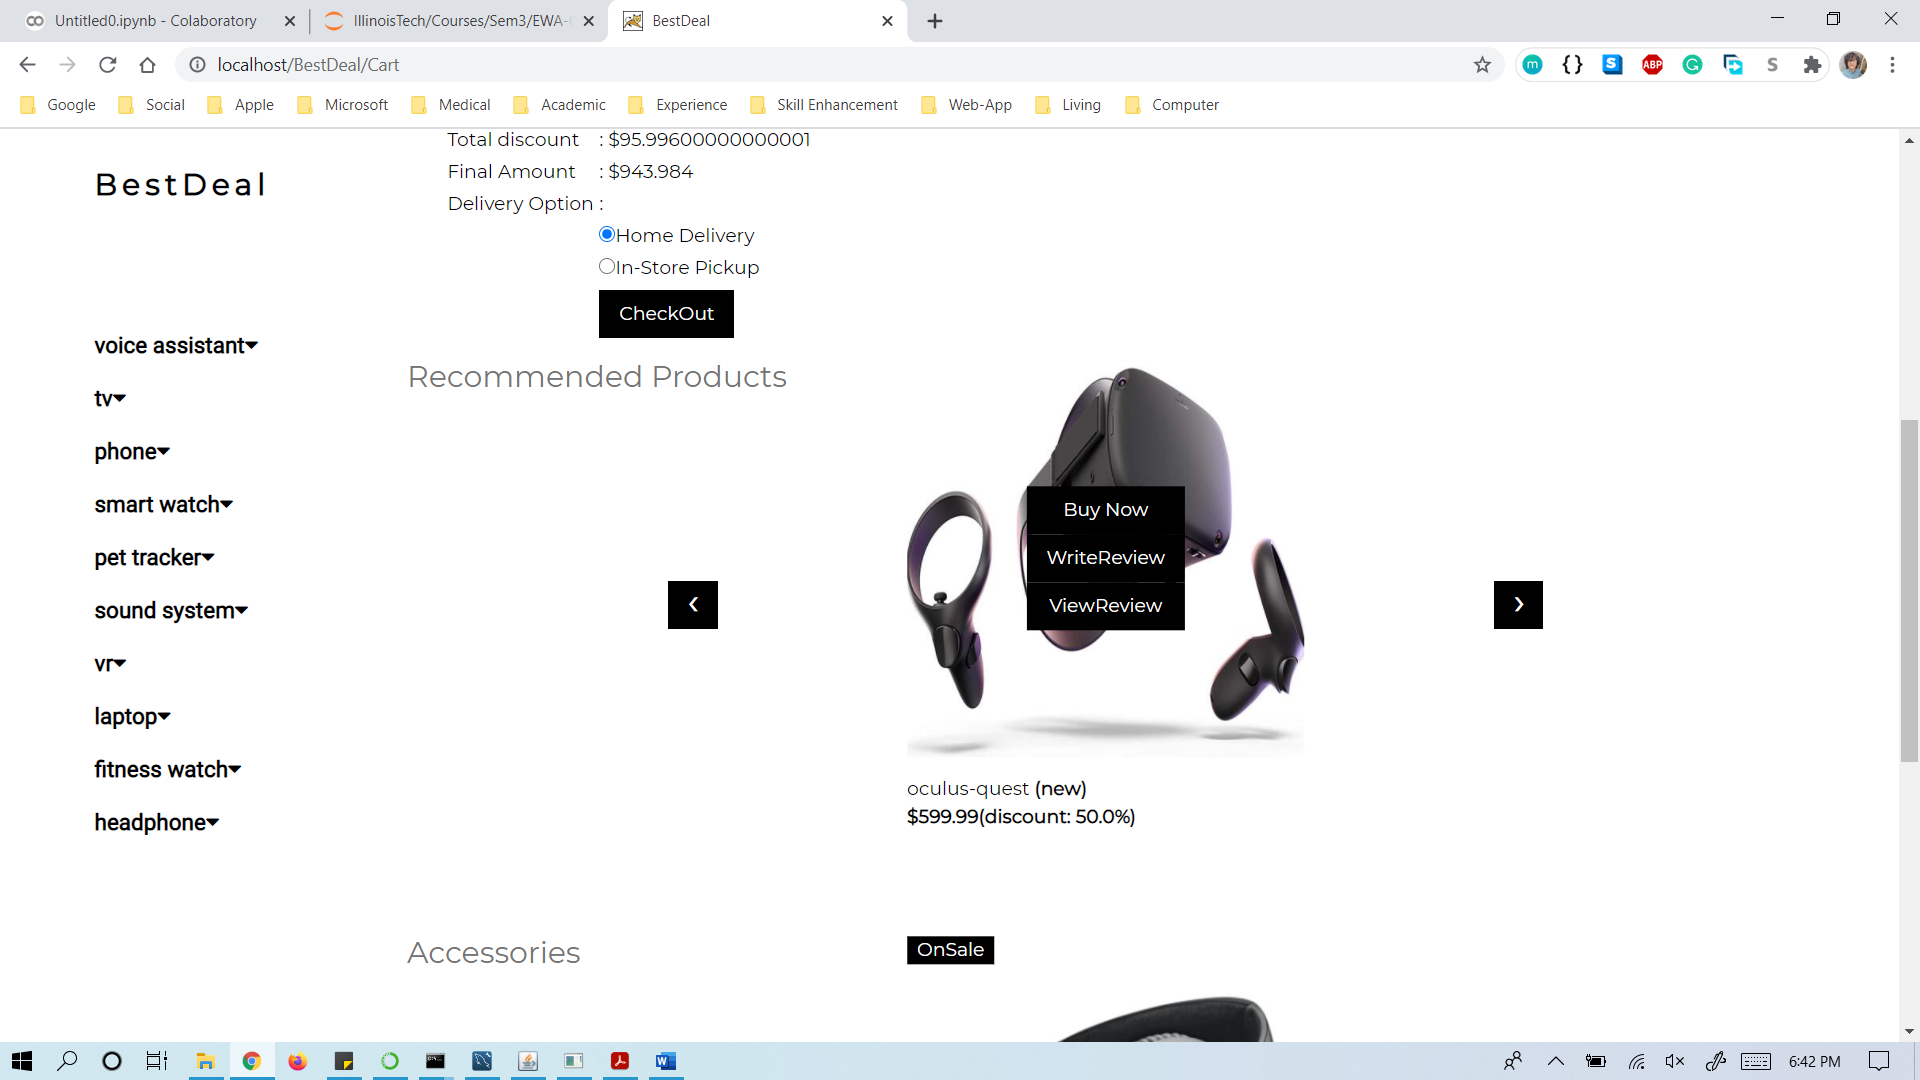 Untitled0.ipynb - Colaboratory
IllinoisTech/Courses/Sem3/EWA-
BestDeal
localhost/BestDeal/Cart
Google
Social
Apple
Microsoft
Medical
Academic
Experience
Skill Enhancement
Web-App
Living
Computer
BestDeal
voice assistant
tv
phone
smart watch
pet tracker
sound system
vr
laptop
fitness watch
headphone
Total discount : $95.99600000000001
Final Amount : $943.984
Delivery Option :
Home Delivery
In-Store Pickup
CheckOut
Recommended Products
Buy Now
WriteReview
ViewReview
❮
❯
oculus-quest (new)
$599.99(discount: 50.0%)
Accessories
OnSale
6:42 PM